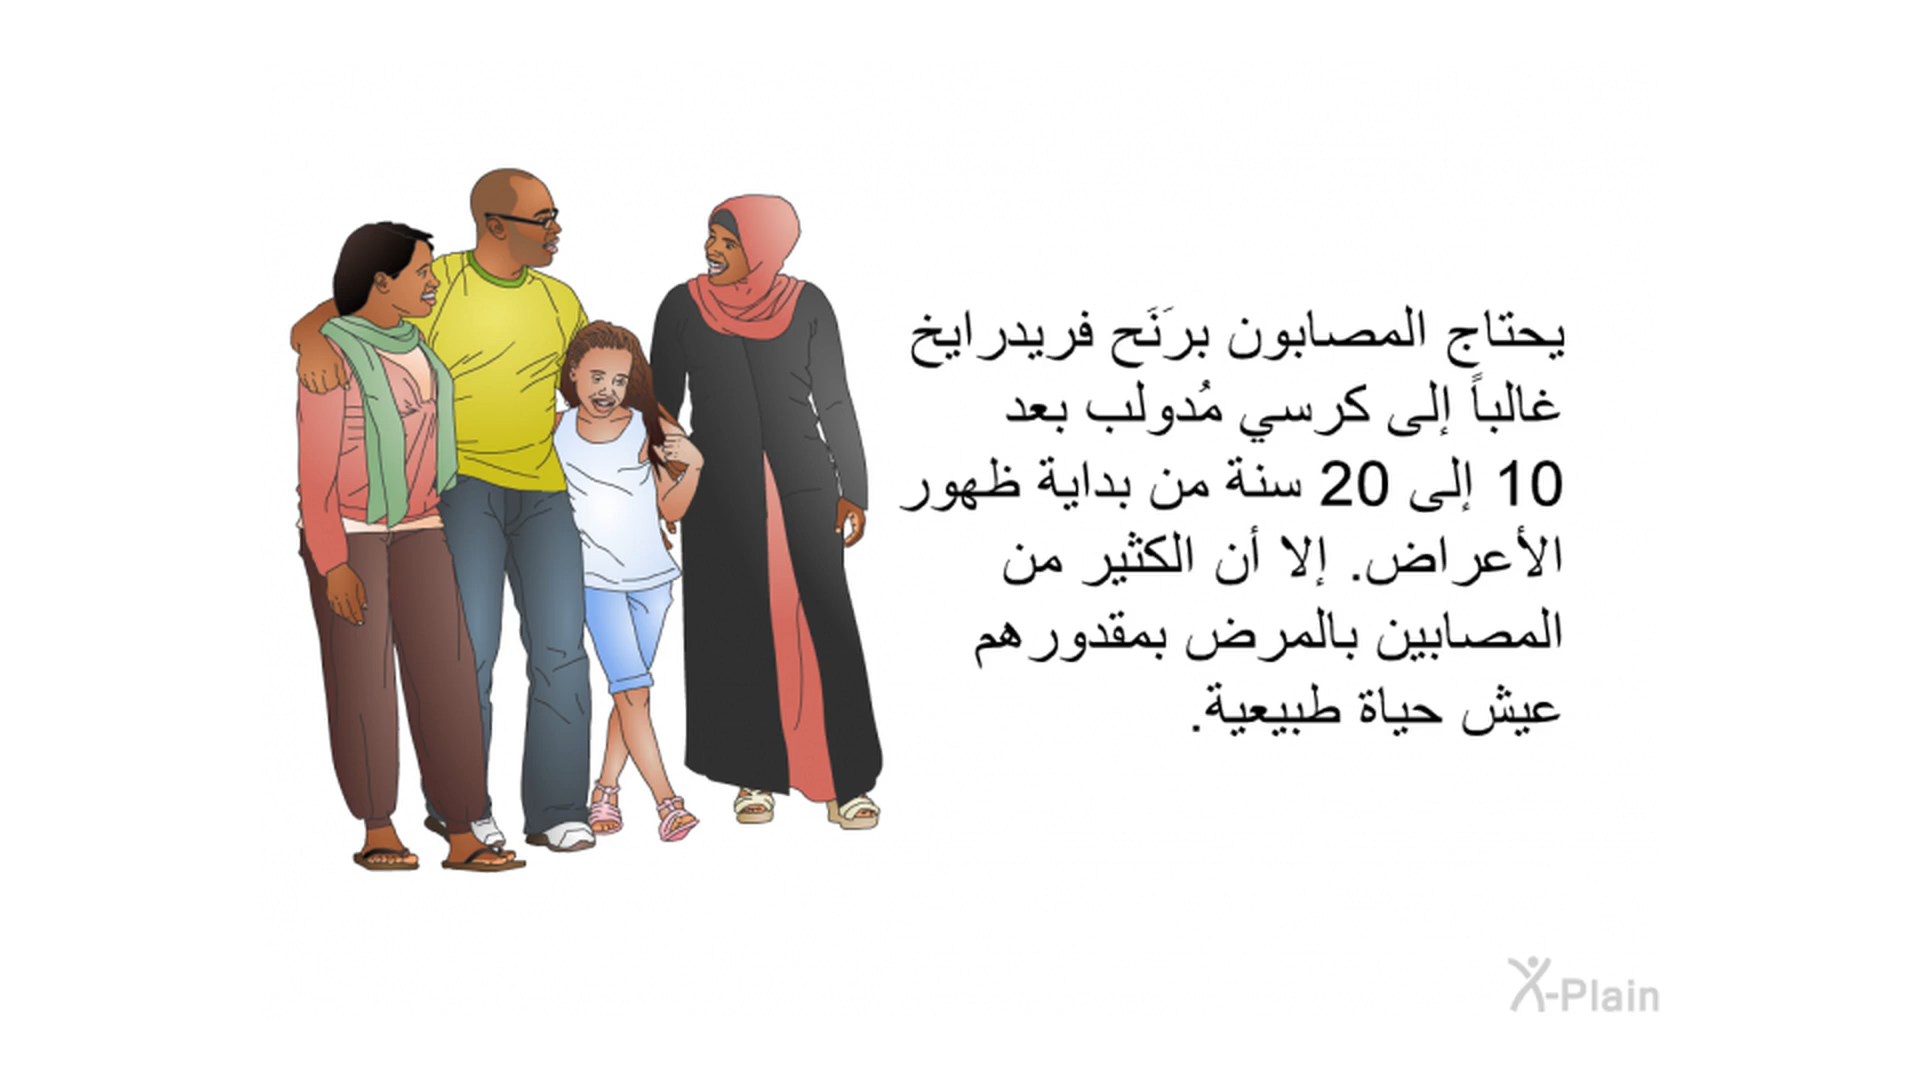 يحتاج المصابون برَنَح فريدرايخ
غالباً إلى كرسي مُدولب بعد
10 إلى 20 سنة من بداية ظهور
الأعراض. إلا أن الكثير من
المصابين بالمرض بمقدورهم
عيش حياة طبيعية.
X-Plain